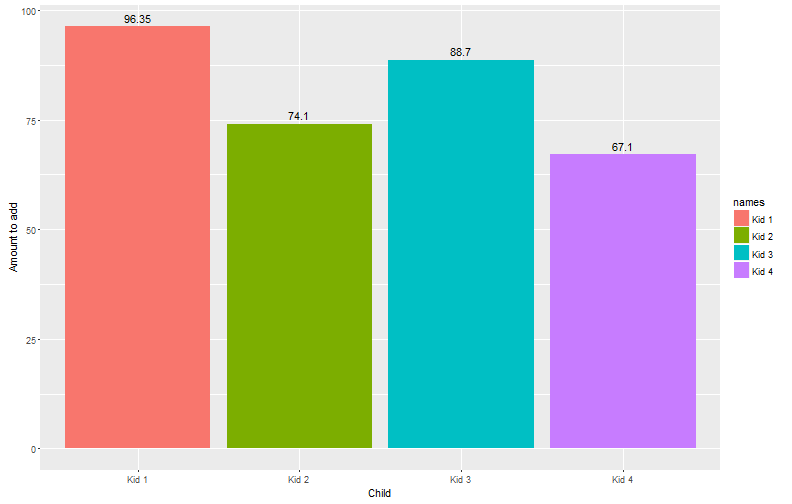 100
75
50
25
0
Amount to add
96.35
74.1
88.7
67.1
Kid 1
Kid 2
Kid 3
Kid 4
Child
names
Kid 1
Kid 2
Kid 3
Kid 4